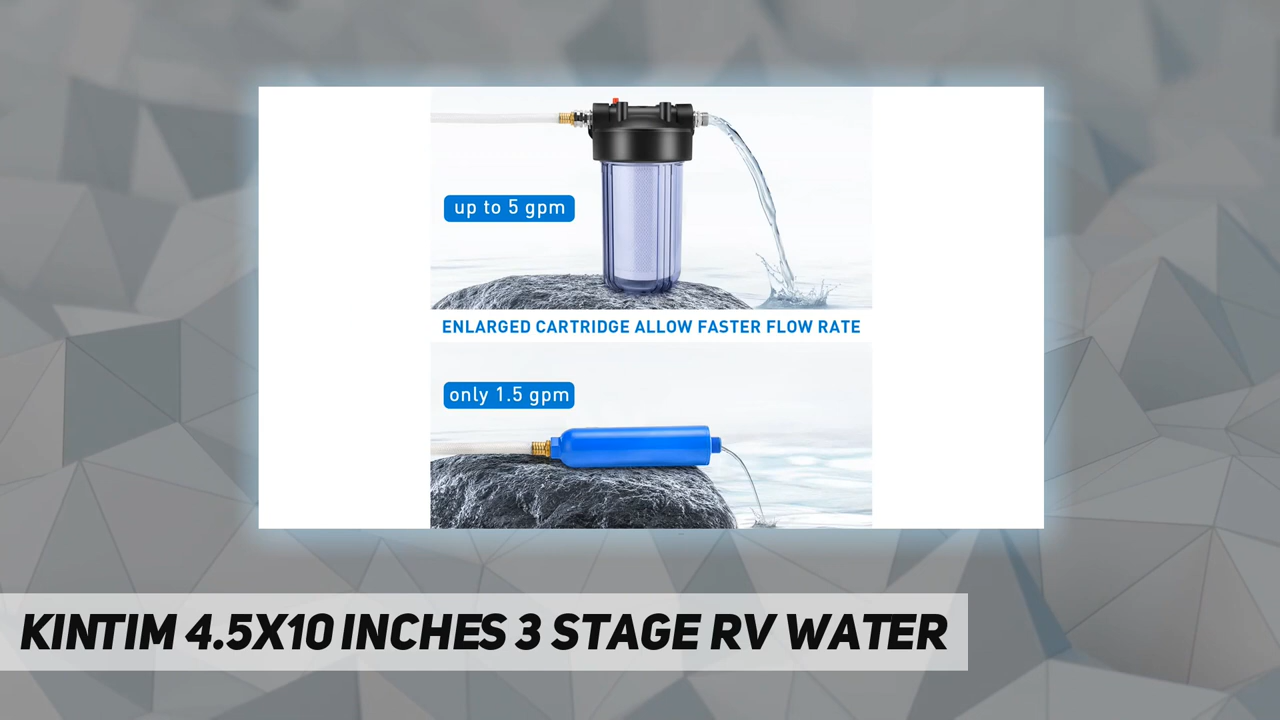 up to 5 gpm
ENLARGED CARTRIDGE ALLOW FASTER FLOW RATE
only 1.5 gpm
KINTIM 4.5X10 INCHES 3 STAGE RV WATER